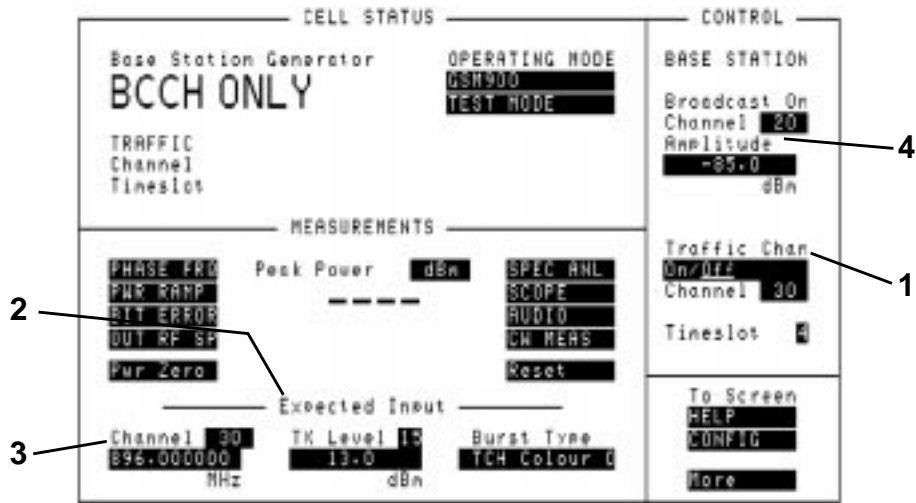 CELL STATUS
Base Station Generator
BCCH ONLY
OPERATING MODE
GSM900
TEST MODE
TRAFFIC
Channel
Timeslot
CONTROL
BASE STATION
Broadcast On
Channel 20
Amplitude
-85.0
dBm
4
Traffic Chan
On/Off
Channel 30
1
Timeslot 4
MEASUREMENTS
PHASE FRQ
PWR RAMP
BIT ERROR
OUT RF SP
Pwr Zero
Peak Power dBm
----
SPEC ANL
SCOPE
AUDIO
CW MEAS
Reset
2
Expected Input
3
Channel 30
896.000000
MHz
TX Level 15
13.0
dBm
Burst Type
TCH Colour 0
To Screen
HELP
CONFIG
More